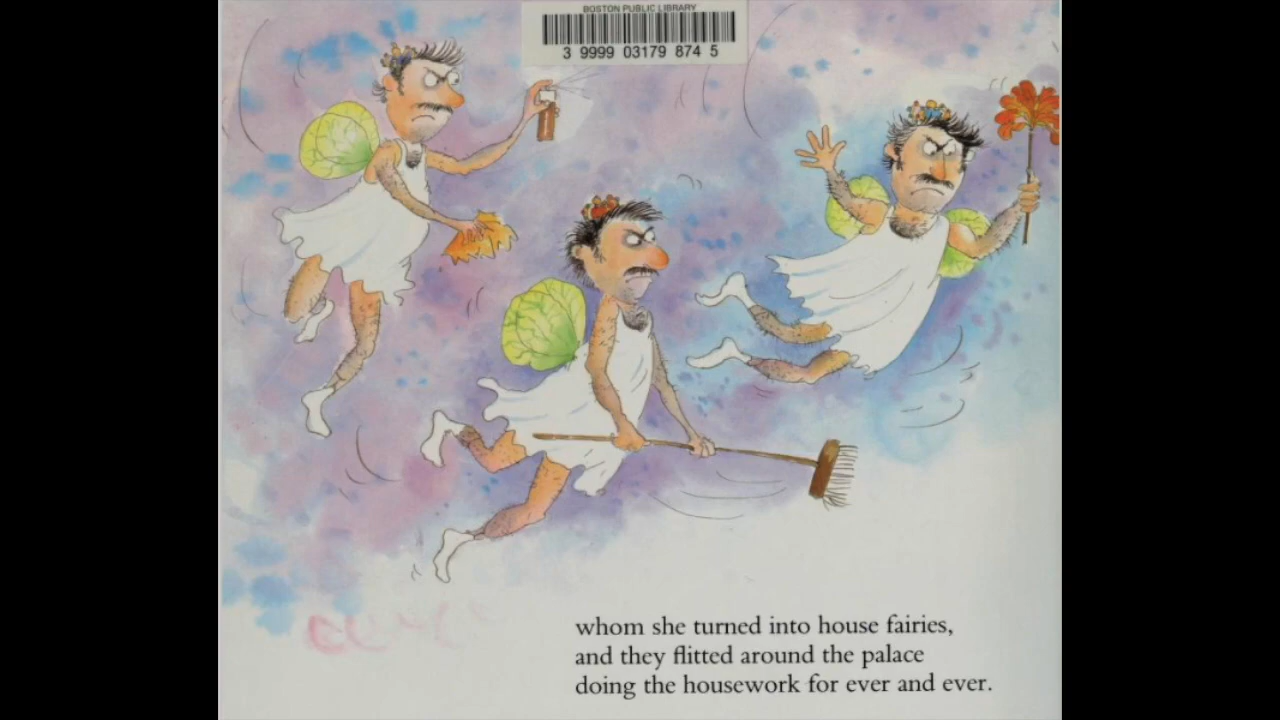 BOSTON PUBLIC LIBRARY
3 9999 03179 874 5
whom she turned into house fairies,
and they flitted around the palace
doing the housework for ever and ever.